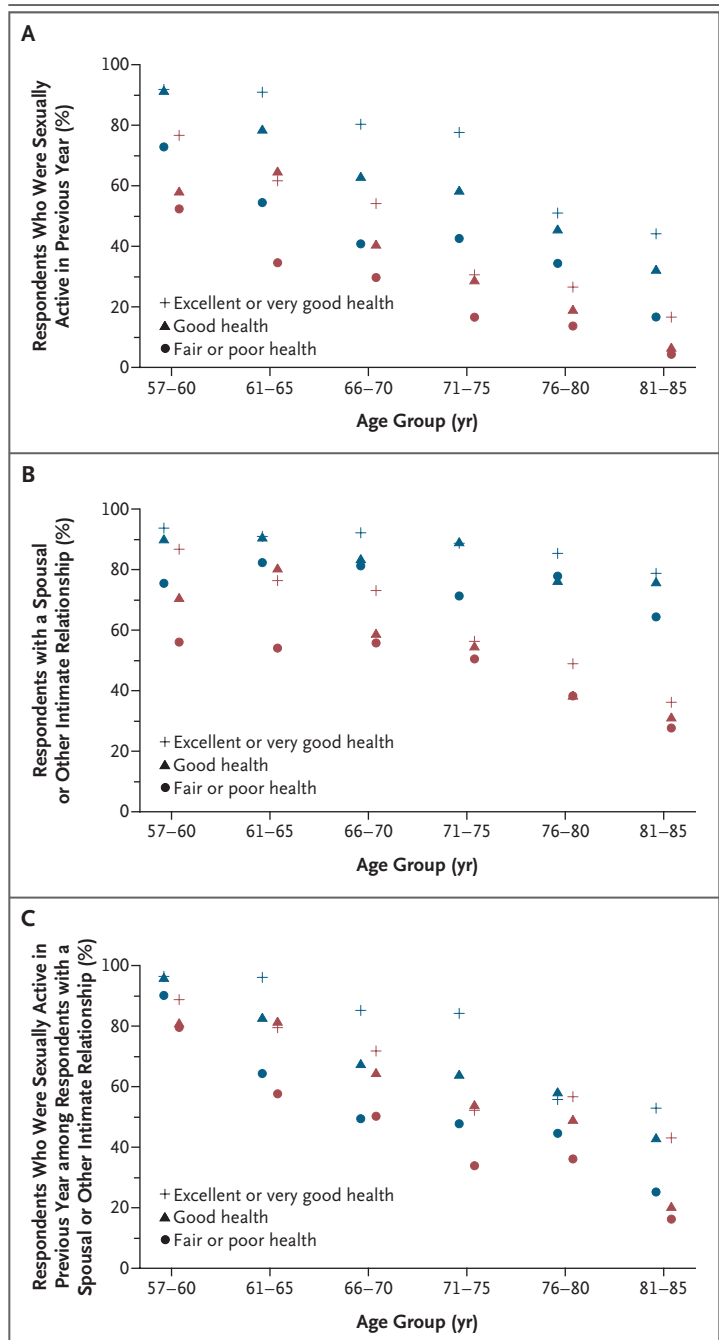 A
Respondents Who Were Sexually
Active in Previous Year (%)
100
80
60
40
20
0
+ Excellent or very good health
▲ Good health
● Fair or poor health
57–60
61–65
66–70
71–75
76–80
81–85
Age Group (yr)
B
Respondents with a Spousal
or Other Intimate Relationship (%)
100
80
60
40
20
0
+ Excellent or very good health
▲ Good health
● Fair or poor health
57–60
61–65
66–70
71–75
76–80
81–85
Age Group (yr)
C
Respondents Who Were Sexually Active in
Previous Year among Respondents with a
Spousal or Other Intimate Relationship (%)
100
80
60
40
20
0
+ Excellent or very good health
▲ Good health
● Fair or poor health
57–60
61–65
66–70
71–75
76–80
81–85
Age Group (yr)